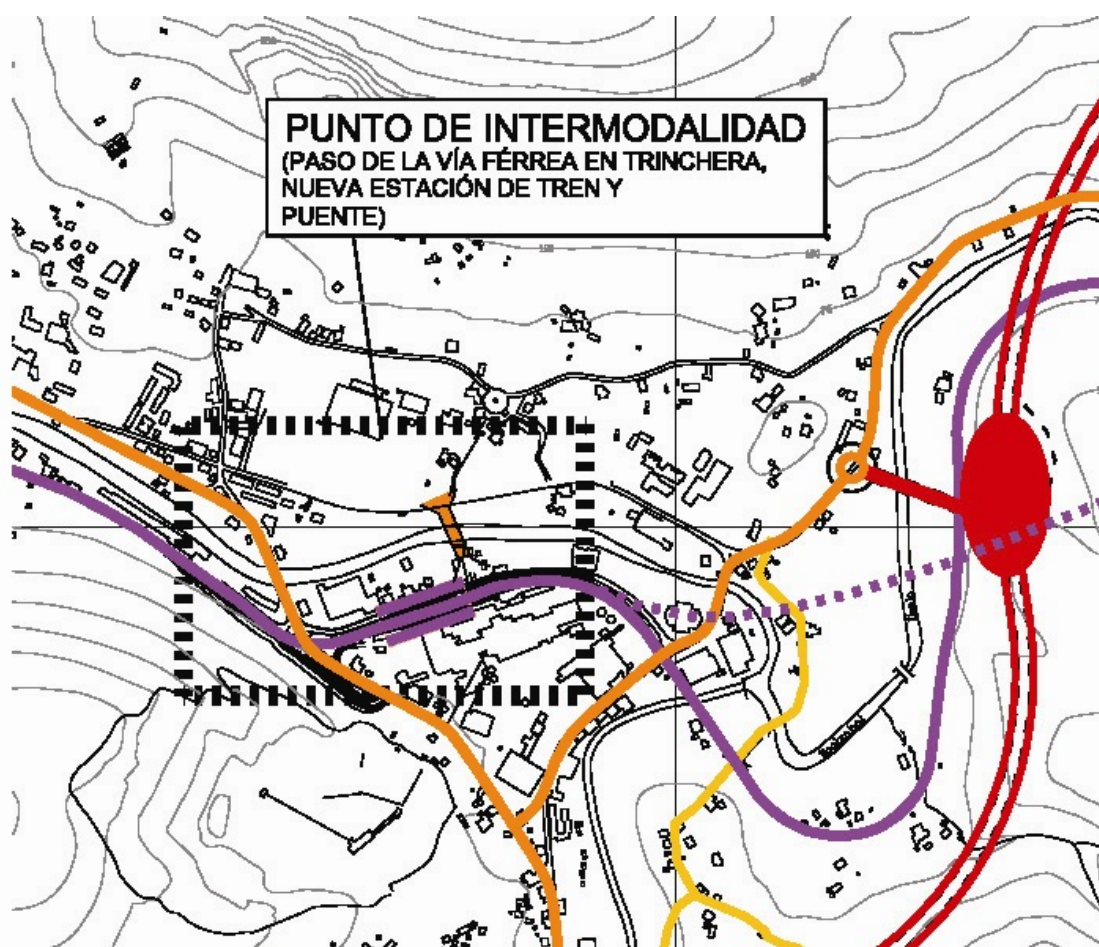 PUNTO DE INTERMODALIDAD
(PASO DE LA VÍA FÉRREA EN TRINCHERA,
NUEVA ESTACIÓN DE TREN Y
PUENTE)